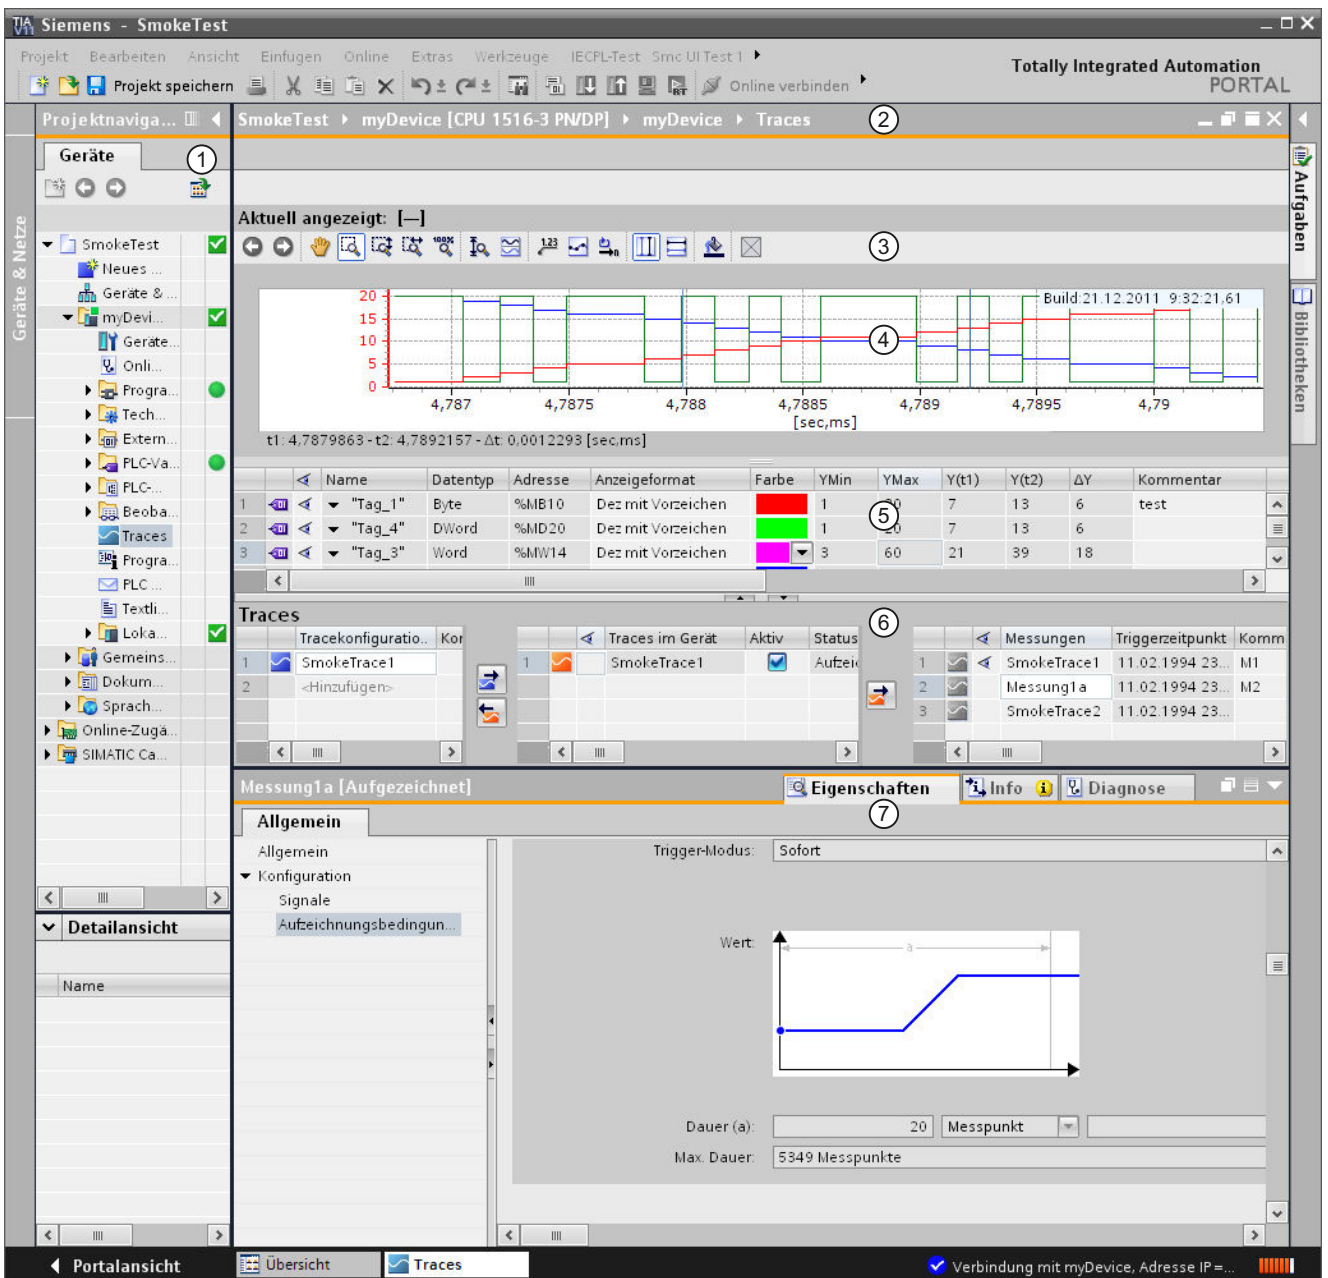 TIA V11 Siemens - SmokeTest
Projekt Bearbeiten Ansicht Einfugen Online Extras Werkzeuge IECPL-Test Smc UI Test 1
Totally Integrated Automation
PORTAL
Projekt speichern RT Online verbinden
Projektnaviga...
SmokeTest myDevice [CPU 1516-3 PN/DP] myDevice Traces 2
Geräte 1
Geräte & Netze
Aufgaben
Bibliotheken
SmokeTest
Neues ...
Geräte & ...
myDevi...
Geräte...
Onli...
Progra...
Tech...
Extern...
PLC-Va...
PLC-...
Beoba...
Traces
Progra...
PLC ...
Textli...
Loka...
Gemeins...
Dokum...
Sprach...
Online-Zugä...
SIMATIC Ca...
Detailansicht
Name
Aktuell angezeigt: [—]
100% 1.23 3
Build:21.12.2011 9:32:21,61
20
15
10
5
0
4
4,787 4,7875 4,788 4,7885 4,789 4,7895 4,79
[sec,ms]
t1: 4,7879863 - t2: 4,7892157 - Δt: 0,0012293 [sec,ms]
Name Datentyp Adresse Anzeigeformat Farbe YMin YMax Y(t1) Y(t2) ΔY Kommentar
1 "Tag_1" Byte %MB10 Dez mit Vorzeichen 1 20 7 13 6 test
5
2 "Tag_4" DWord %MD20 Dez mit Vorzeichen 1 20 7 13 6
3 "Tag_3" Word %MW14 Dez mit Vorzeichen 3 60 21 39 18
Traces 6
Tracekonfiguratio.. Kor
1 SmokeTrace1
2 <Hinzufügen>
Traces im Gerät Aktiv Status
1 SmokeTrace1 Aufzei
Messungen Triggerzeitpunkt Komm
1 SmokeTrace1 11.02.1994 23... M1
2 Messung1a 11.02.1994 23... M2
3 SmokeTrace2 11.02.1994 23...
Messung1a [Aufgezeichnet]
Eigenschaften Info Diagnose
7
Allgemein
Allgemein
Konfiguration
Signale
Aufzeichnungsbedingun...
Trigger-Modus: Sofort
Wert:
a
Dauer (a): 20 Messpunkt
Max. Dauer: 5349 Messpunkte
Portalansicht Übersicht Traces Verbindung mit myDevice, Adresse IP=...